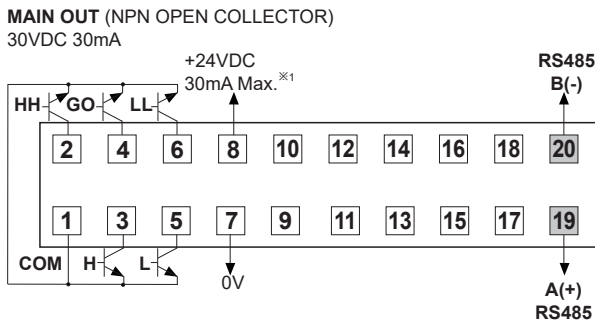 MAIN OUT (NPN OPEN COLLECTOR)
30VDC 30mA
+24VDC
30mA Max.※1
RS485
B(-)
HH GO LL
2 4 6 8 10 12 14 16 18 20
1 3 5 7 9 11 13 15 17 19
COM H L
0V
A(+)
RS485